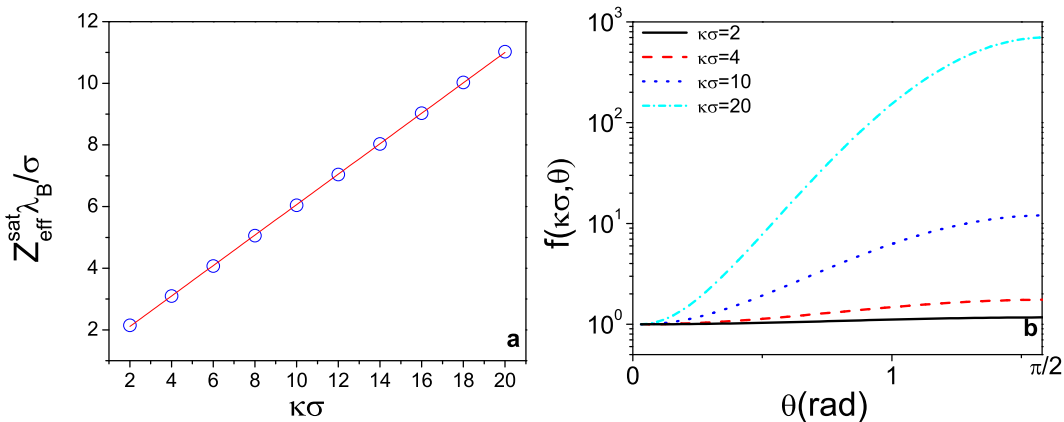 12
10
8
6
4
2
Z_eff^sat λ_B/σ
2 4 6 8 10 12 14 16 18 20
κσ
a
10^3
10^2
10^1
10^0
f(κσ,θ)
κσ=2
κσ=4
κσ=10
κσ=20
b
0 1 π/2
θ(rad)